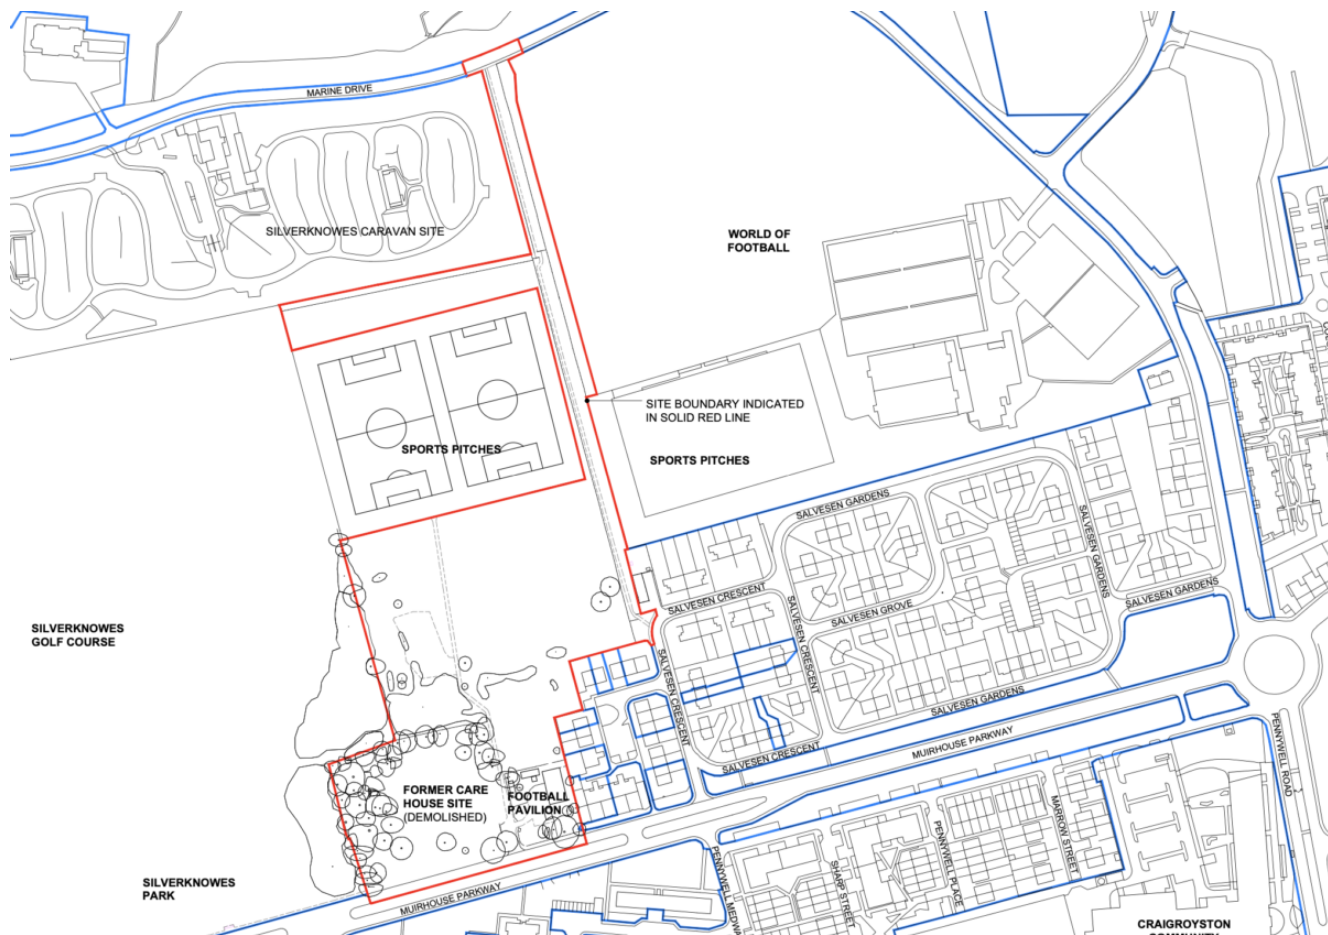 MARINE DRIVE
SILVERKNOWES CARAVAN SITE
WORLD OF
FOOTBALL
SITE BOUNDARY INDICATED
IN SOLID RED LINE
SPORTS PITCHES
SPORTS PITCHES
SALVESEN GARDENS
SALVESEN GARDENS
SALVESEN CRESCENT
SALVESEN CRESCENT
SALVESEN GROVE
SALVESEN GARDENS
SILVERKNOWES
GOLF COURSE
SALVESEN CRESCENT
SALVESEN GARDENS
MUIRHOUSE PARKWAY
SALVESEN CRESCENT
PENNYWELL ROAD
FORMER CARE
HOUSE SITE
(DEMOLISHED)
FOOTBALL
PAVILION
MARROW STREET
PENNYWELL PLACE
SHARP STREET
PENNYWELL MEDW
SILVERKNOWES
PARK
MUIRHOUSE PARKWAY
CRAIGROYSTON